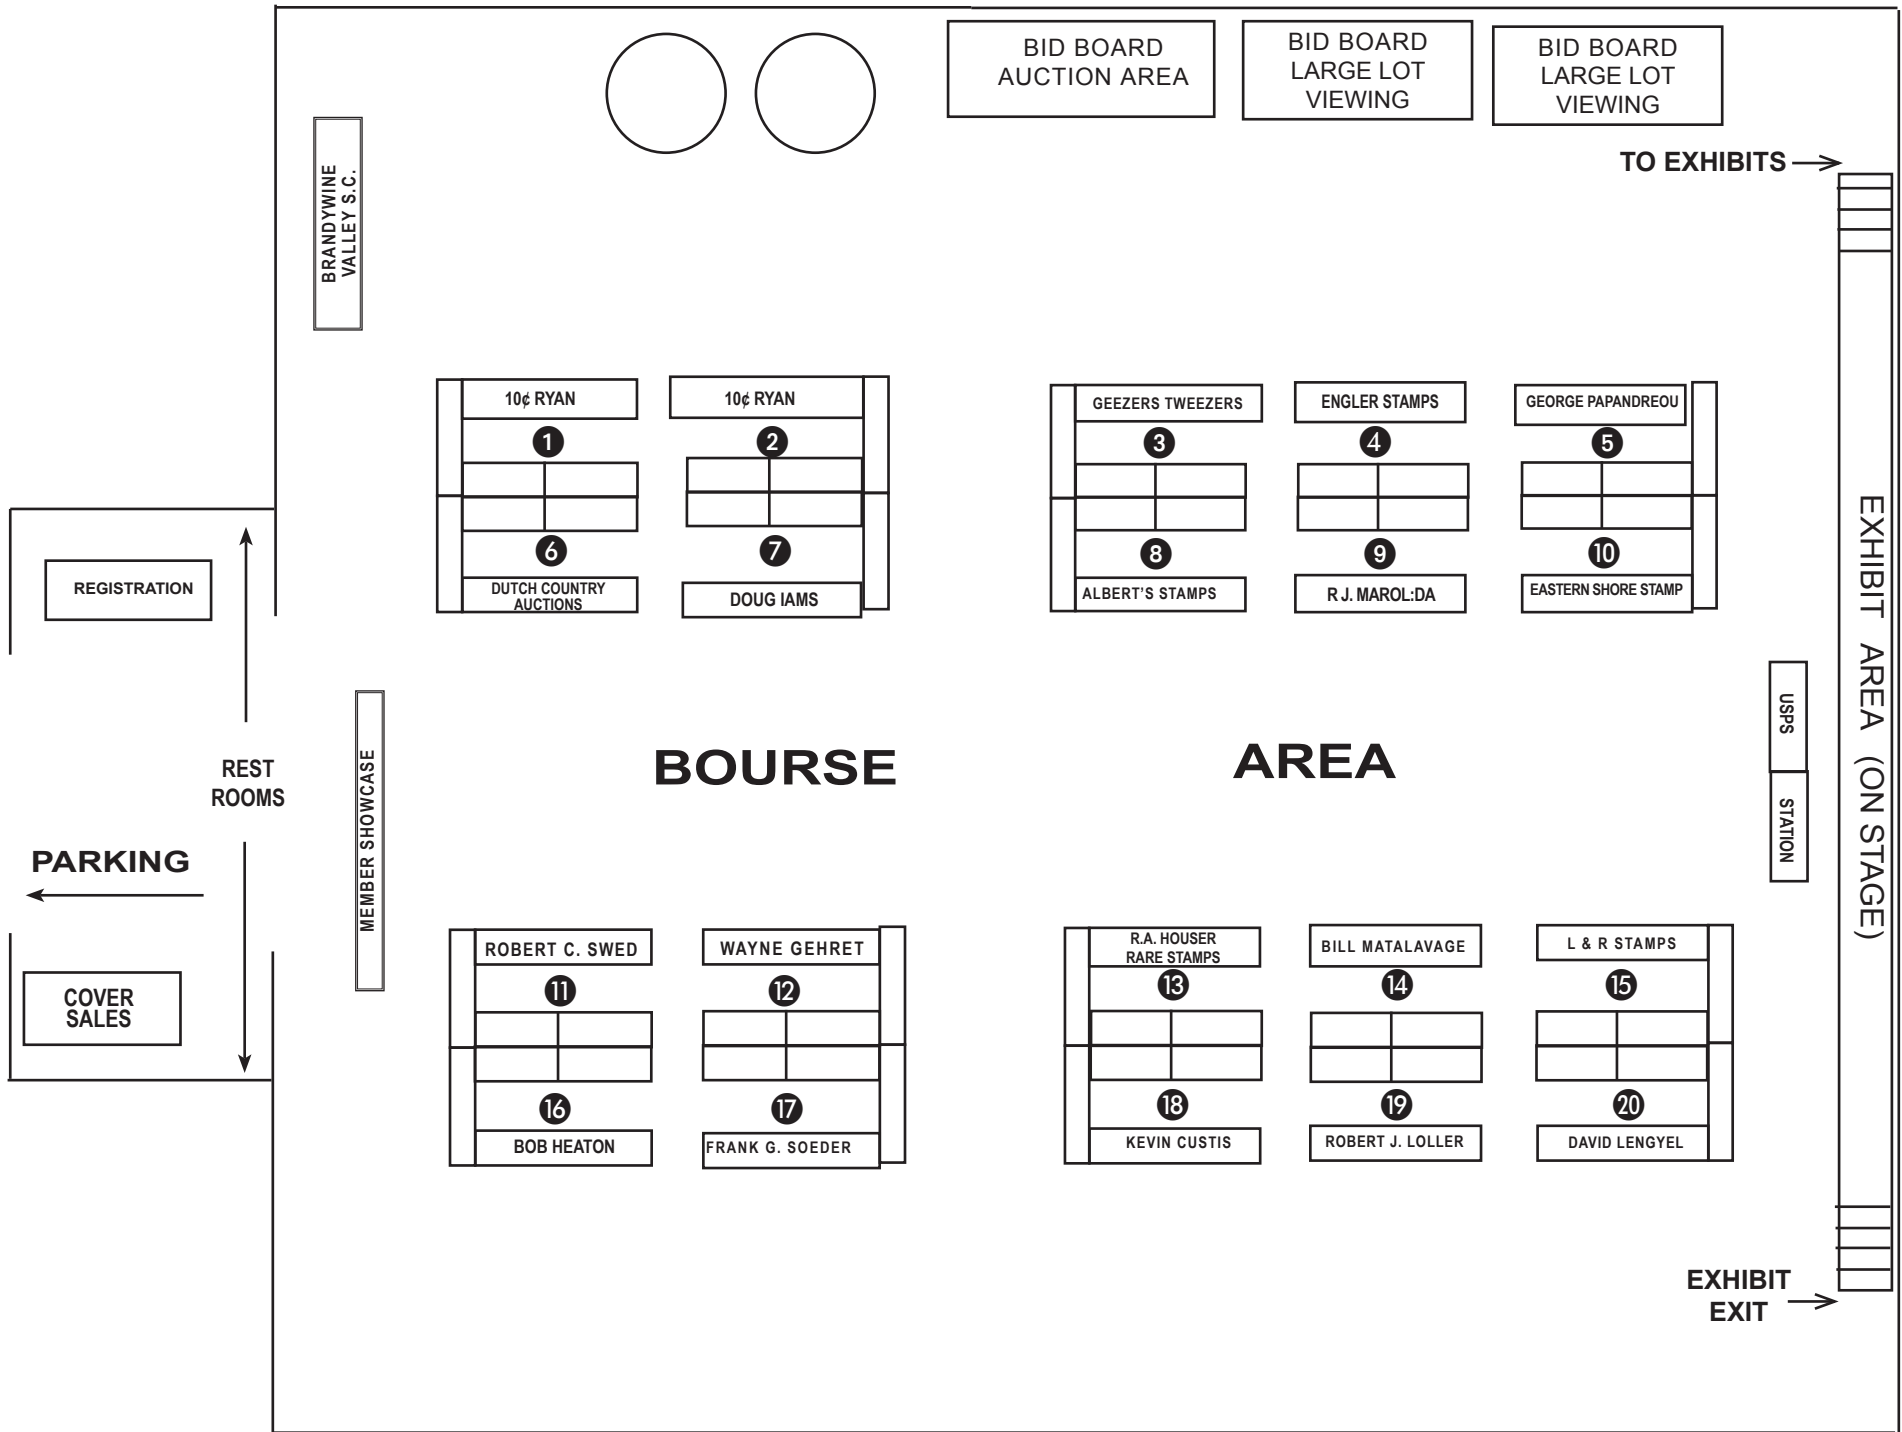 BID BOARD
AUCTION AREA
BID BOARD
LARGE LOT
VIEWING
BID BOARD
LARGE LOT
VIEWING
TO EXHIBITS
BRANDYWINE
VALLEY S.C.
10¢ RYAN
10¢ RYAN
GEEZERS TWEEZERS
ENGLER STAMPS
GEORGE PAPANDREOU
1
2
3
4
5
6
7
8
9
10
DUTCH COUNTRY
AUCTIONS
DOUG IAMS
ALBERT'S STAMPS
R J. MAROL:DA
EASTERN SHORE STAMP
REGISTRATION
REST
ROOMS
PARKING
COVER
SALES
MEMBER SHOWCASE
BOURSE AREA
USPS
STATION
EXHIBIT AREA (ON STAGE)
ROBERT C. SWED
WAYNE GEHRET
R.A. HOUSER
RARE STAMPS
BILL MATALAVAGE
L & R STAMPS
11
12
13
14
15
16
17
18
19
20
BOB HEATON
FRANK G. SOEDER
KEVIN CUSTIS
ROBERT J. LOLLER
DAVID LENGYEL
EXHIBIT
EXIT